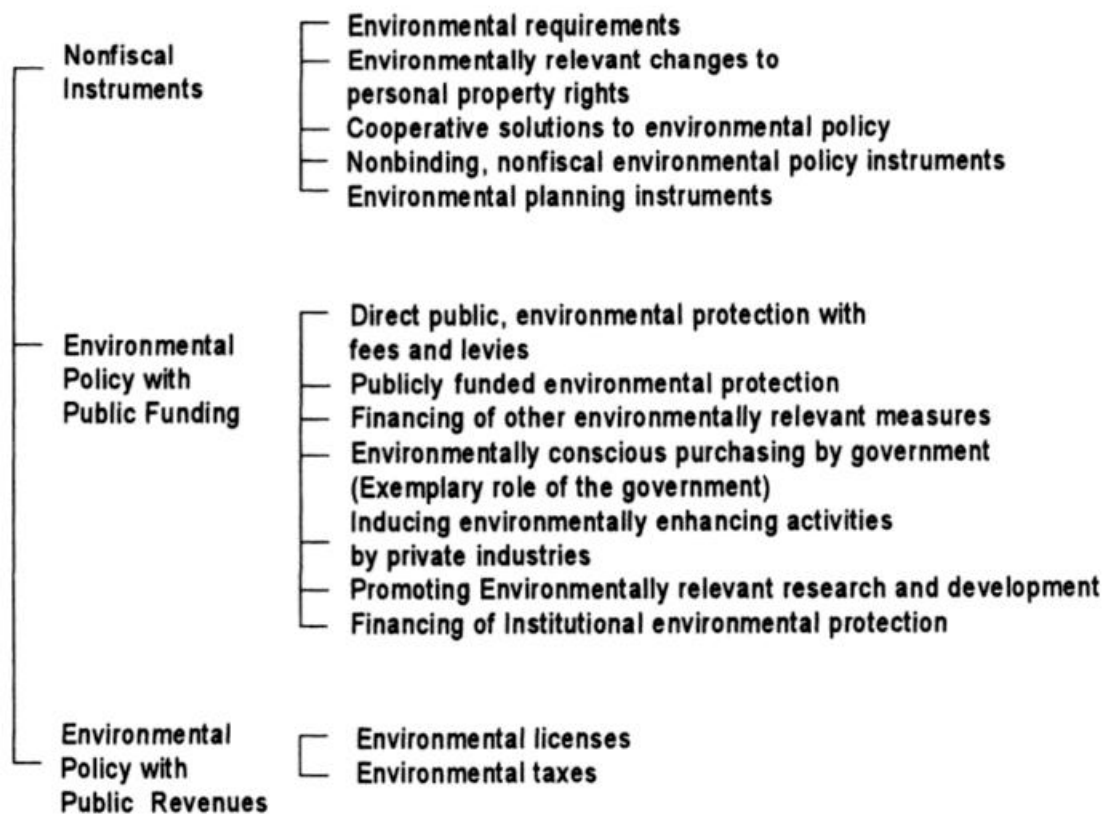 Nonfiscal
Instruments
Environmental requirements
Environmentally relevant changes to
personal property rights
Cooperative solutions to environmental policy
Nonbinding, nonfiscal environmental policy instruments
Environmental planning instruments
Environmental
Policy with
Public Funding
Direct public, environmental protection with
fees and levies
Publicly funded environmental protection
Financing of other environmentally relevant measures
Environmentally conscious purchasing by government
(Exemplary role of the government)
Inducing environmentally enhancing activities
by private industries
Promoting Environmentally relevant research and development
Financing of Institutional environmental protection
Environmental
Policy with
Public Revenues
Environmental licenses
Environmental taxes